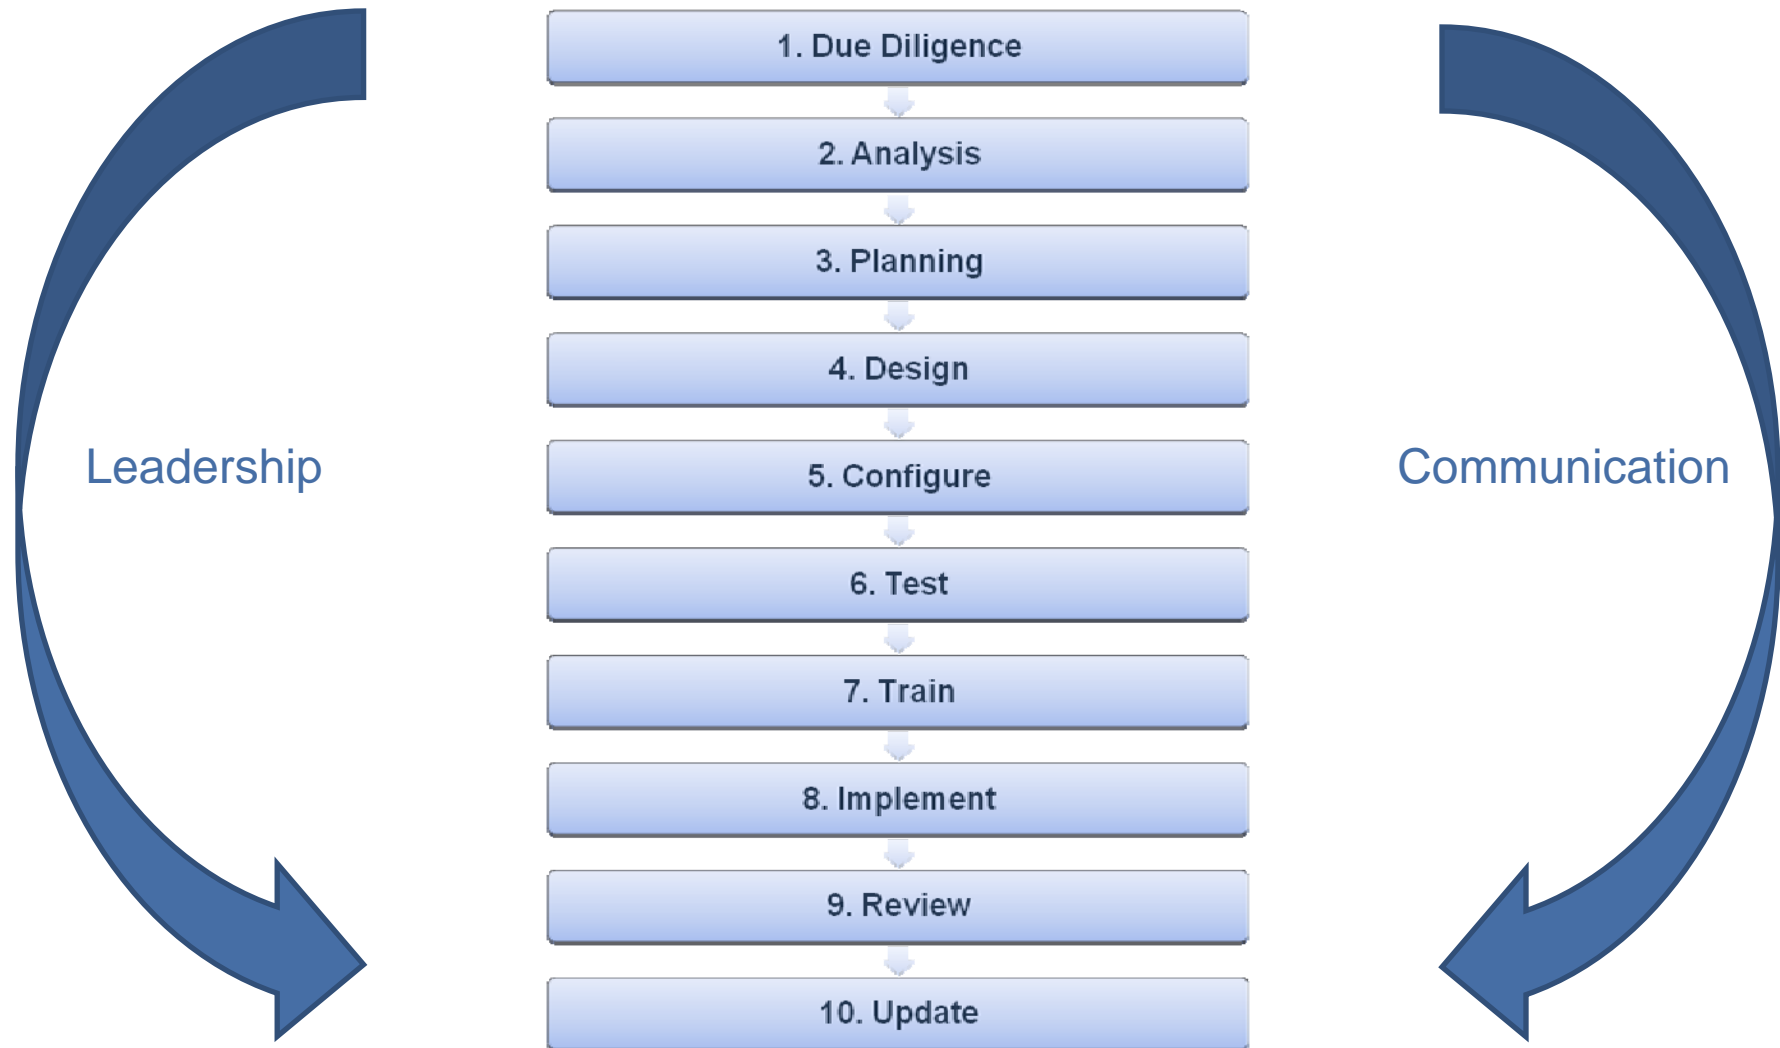 1. Due Diligence
2. Analysis
3. Planning
4. Design
Leadership
Communication
5. Configure
6. Test
7. Train
8. Implement
9. Review
10. Update